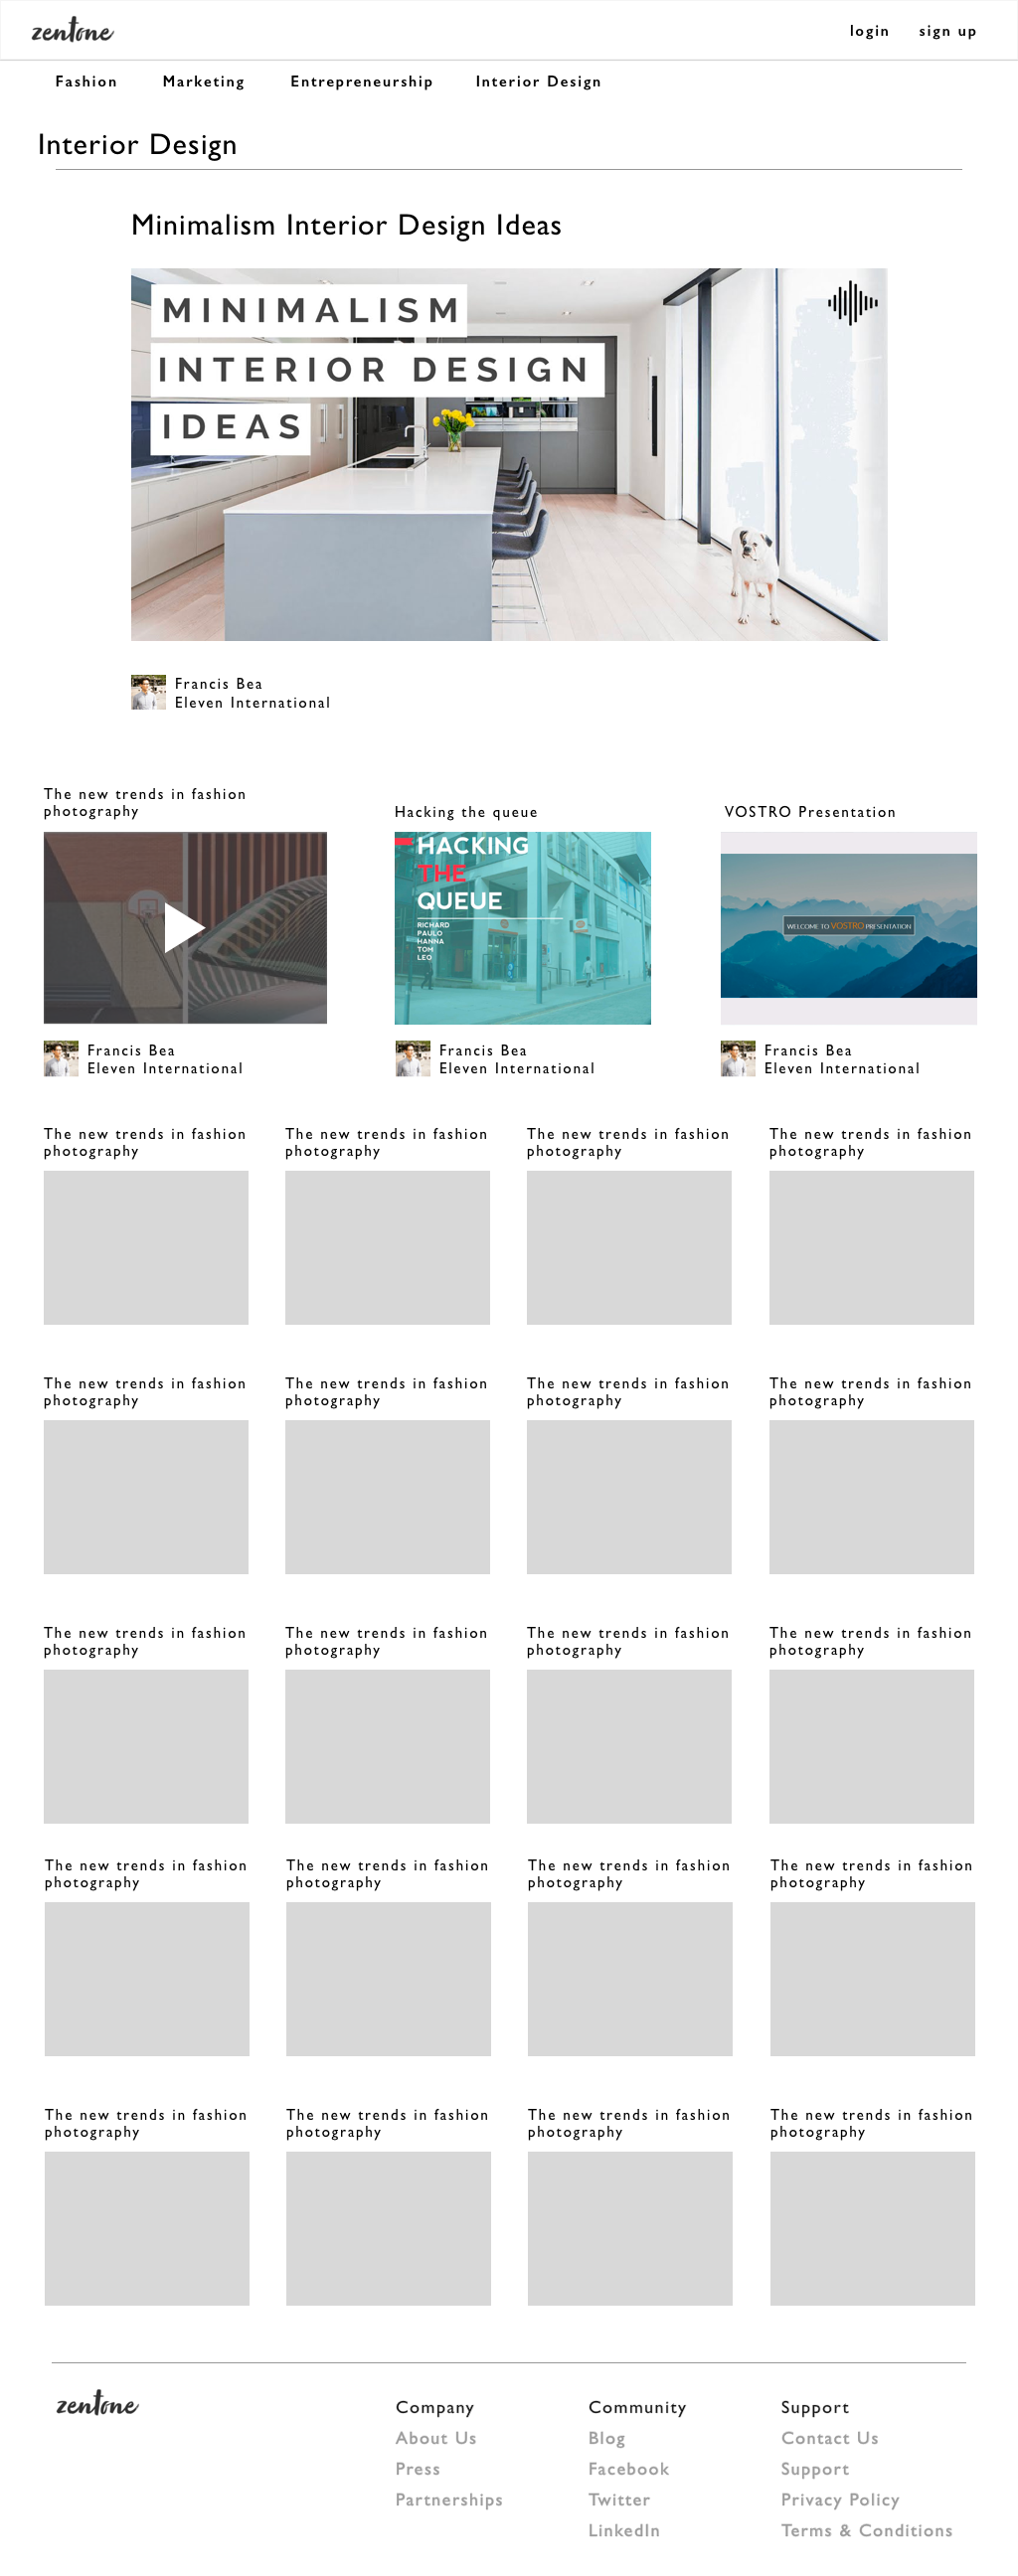 zentone
login sign up
Fashion Marketing Entrepreneurship Interior Design
Interior Design
Minimalism Interior Design Ideas
MINIMALISM
INTERIOR DESIGN
IDEAS
Francis Bea
Eleven International
The new trends in fashion
photography
Hacking the queue
VOSTRO Presentation
HACKING
THE
QUEUE
RICHARD
PAULO
HANNA
TOM
LEO
WELCOME TO VOSTRO PRESENTATION
Francis Bea
Eleven International
Francis Bea
Eleven International
Francis Bea
Eleven International
The new trends in fashion
photography
The new trends in fashion
photography
The new trends in fashion
photography
The new trends in fashion
photography
The new trends in fashion
photography
The new trends in fashion
photography
The new trends in fashion
photography
The new trends in fashion
photography
The new trends in fashion
photography
The new trends in fashion
photography
The new trends in fashion
photography
The new trends in fashion
photography
The new trends in fashion
photography
The new trends in fashion
photography
The new trends in fashion
photography
The new trends in fashion
photography
The new trends in fashion
photography
The new trends in fashion
photography
The new trends in fashion
photography
The new trends in fashion
photography
zentone
Company
About Us
Press
Partnerships
Community
Blog
Facebook
Twitter
LinkedIn
Support
Contact Us
Support
Privacy Policy
Terms & Conditions